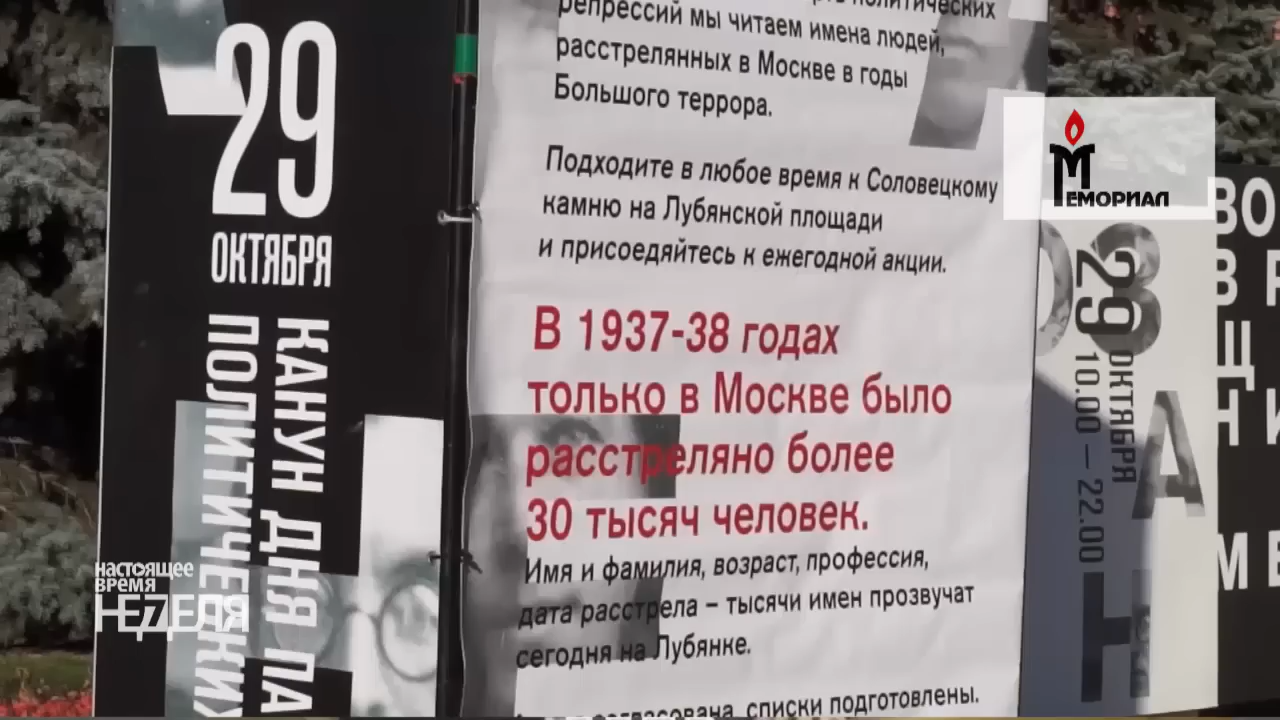 29
ОКТЯБРЯ
КАНУН ДНЯ ПА
ПОЛИТИЧЕСКИХ
политических
репрессий мы читаем имена людей,
расстрелянных в Москве в годы
Большого террора.
Подходите в любое время к Соловецкому
камню на Лубянской площади
и присоединяйтесь к ежегодной акции.
В 1937-38 годах
только в Москве было
расстреляно более
30 тысяч человек.
Имя и фамилия, возраст, профессия,
дата расстрела – тысячи имен прозвучат
сегодня на Лубянке.
согласована, списки подготовлены.
МЕМОРИАЛ
29
ОКТЯБРЯ
10.00 – 22.00
НАСТОЯЩЕЕ
ВРЕМЯ
НЕДЕЛЯ